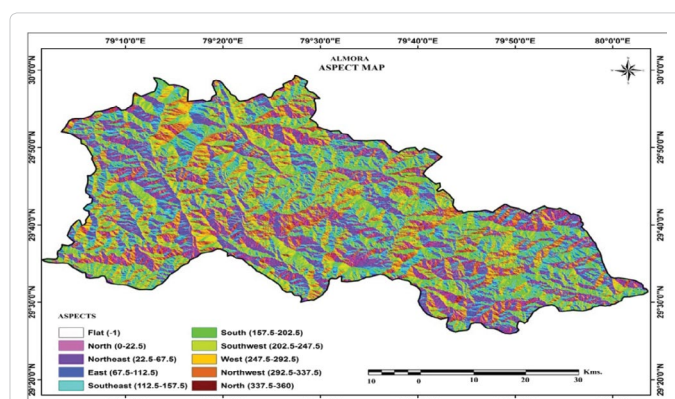 79°10'0"E 79°20'0"E 79°30'0"E 79°40'0"E 79°50'0"E 80°0'0"E
ALMORA
ASPECT MAP
30°0'0"N
30°0'0"N
29°50'0"N
29°50'0"N
29°40'0"N
29°40'0"N
29°30'0"N
29°30'0"N
29°20'0"N
29°20'0"N
ASPECTS
Flat (-1)
North (0-22.5)
Northeast (22.5-67.5)
East (67.5-112.5)
Southeast (112.5-157.5)
South (157.5-202.5)
Southwest (202.5-247.5)
West (247.5-292.5)
Northwest (292.5-337.5)
North (337.5-360)
Kms.
10 0 10 20 30